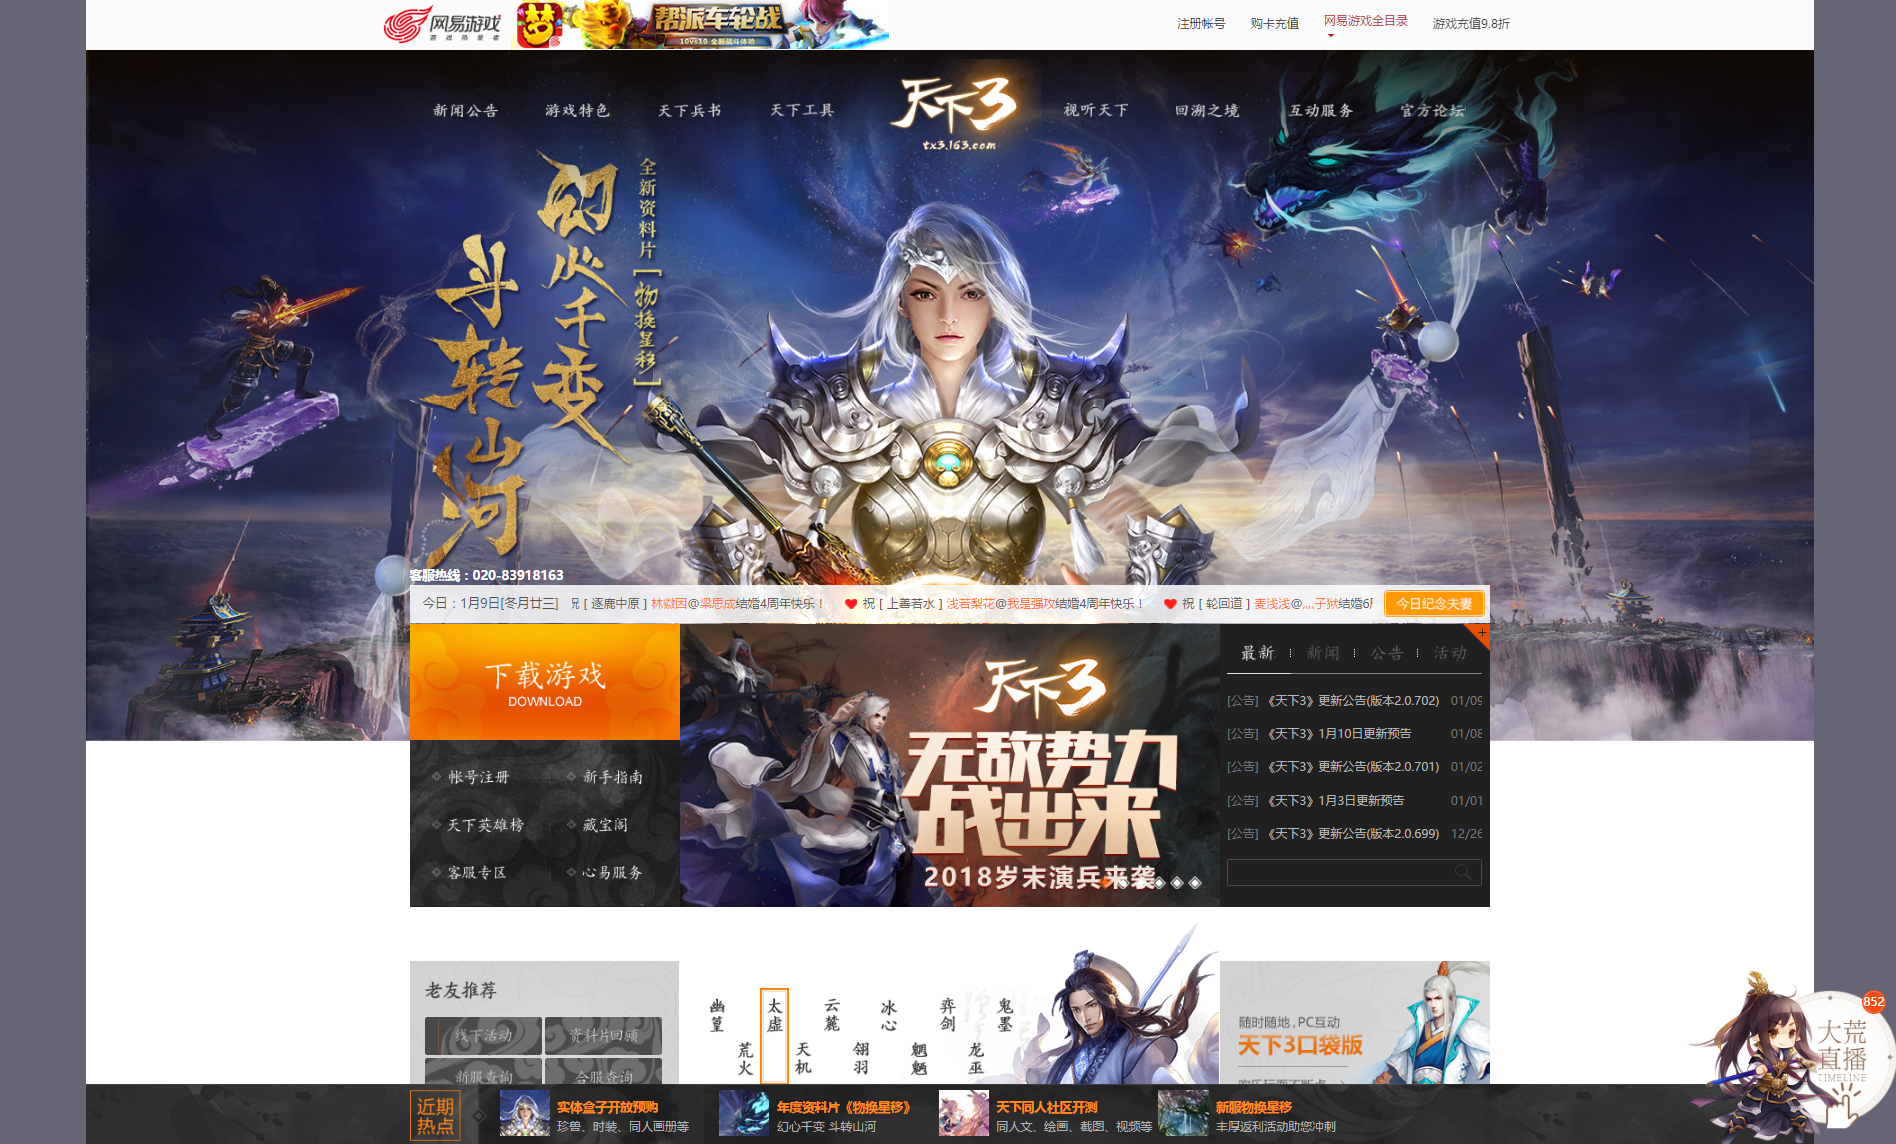 网易游戏
游戏热爱者
梦
帮派车轮战
10vs10 全新战斗体验
注册帐号
购卡充值
网易游戏全目录
游戏充值9.8折
新闻公告
游戏特色
天下兵书
天下工具
天下3
tx3.163.com
视听天下
回溯之境
互动服务
官方论坛
全新资料片[物换星移]
幻火千变
斗转山河
客服热线：020-83918163
今日：1月9日[冬月廿三]
祝 [ 逐鹿中原 ] 林微因@梁思成结婚4周年快乐！
祝 [ 上善若水 ] 浅若梨花@我是强攻结婚4周年快乐！
祝 [ 轮回道 ] 妾浅浅@灬子狱结婚6周
今日纪念夫妻
下载游戏
DOWNLOAD
帐号注册
新手指南
天下英雄榜
藏宝阁
客服专区
心易服务
天下3
无敌势力
战出来
2018岁末演兵来袭
最新
新闻
公告
活动
+
[公告] 《天下3》更新公告(版本2.0.702) 01/09
[公告] 《天下3》1月10日更新预告 01/08
[公告] 《天下3》更新公告(版本2.0.701) 01/02
[公告] 《天下3》1月3日更新预告 01/01
[公告] 《天下3》更新公告(版本2.0.699) 12/26
老友推荐
线下活动
资料片回顾
新服查询
合服查询
幽篁
荒火
太虚
天机
云麓
翎羽
冰心
魍魉
弈剑
龙巫
鬼墨
随时随地 , PC互动
天下3口袋版
852
大荒
直播
TIMELINE
近期
热点
实体盒子开放预购
珍兽、时装、同人画册等
年度资料片《物换星移》
幻心千变 斗转山河
天下同人社区开测
同人文、绘画、截图、视频等
新服物换星移
丰厚返利活动助您冲刺